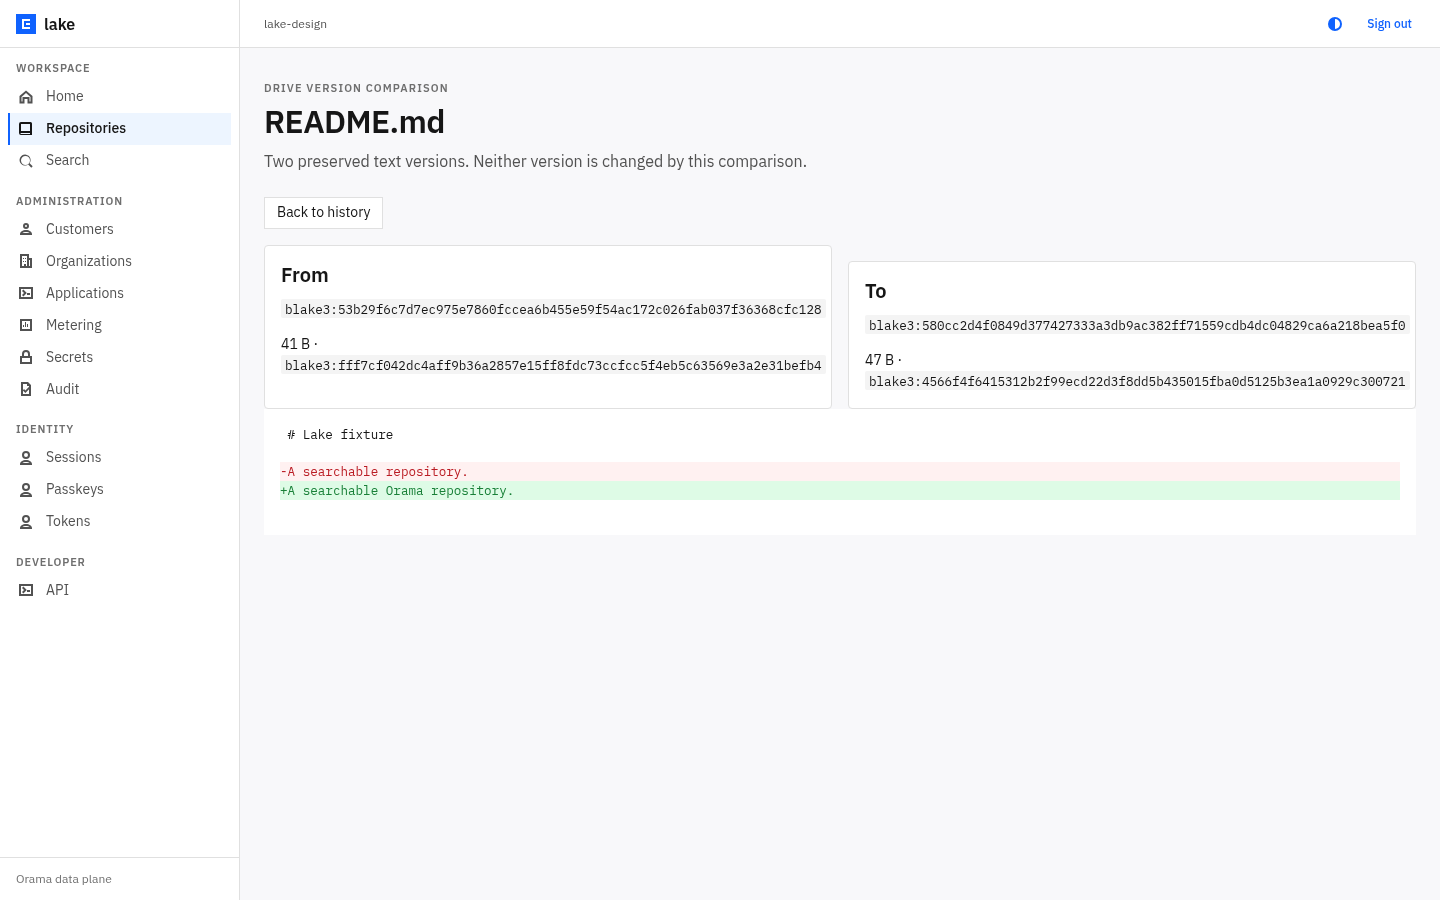 lake
lake-design
Sign out
WORKSPACE
Home
Repositories
Search
ADMINISTRATION
Customers
Organizations
Applications
Metering
Secrets
Audit
IDENTITY
Sessions
Passkeys
Tokens
DEVELOPER
API
Orama data plane
DRIVE VERSION COMPARISON
README.md
Two preserved text versions. Neither version is changed by this comparison.
Back to history
From
blake3:53b29f6c7d7ec975e7860fccea6b455e59f54ac172c026fab037f36368cfc128
41 B ·
blake3:fff7cf042dc4aff9b36a2857e15ff8fdc73ccfcc5f4eb5c63569e3a2e31befb4
To
blake3:580cc2d4f0849d377427333a3db9ac382ff71559cdb4dc04829ca6a218bea5f0
47 B ·
blake3:4566f4f6415312b2f99ecd22d3f8dd5b435015fba0d5125b3ea1a0929c300721
# Lake fixture
-A searchable repository.
+A searchable Orama repository.